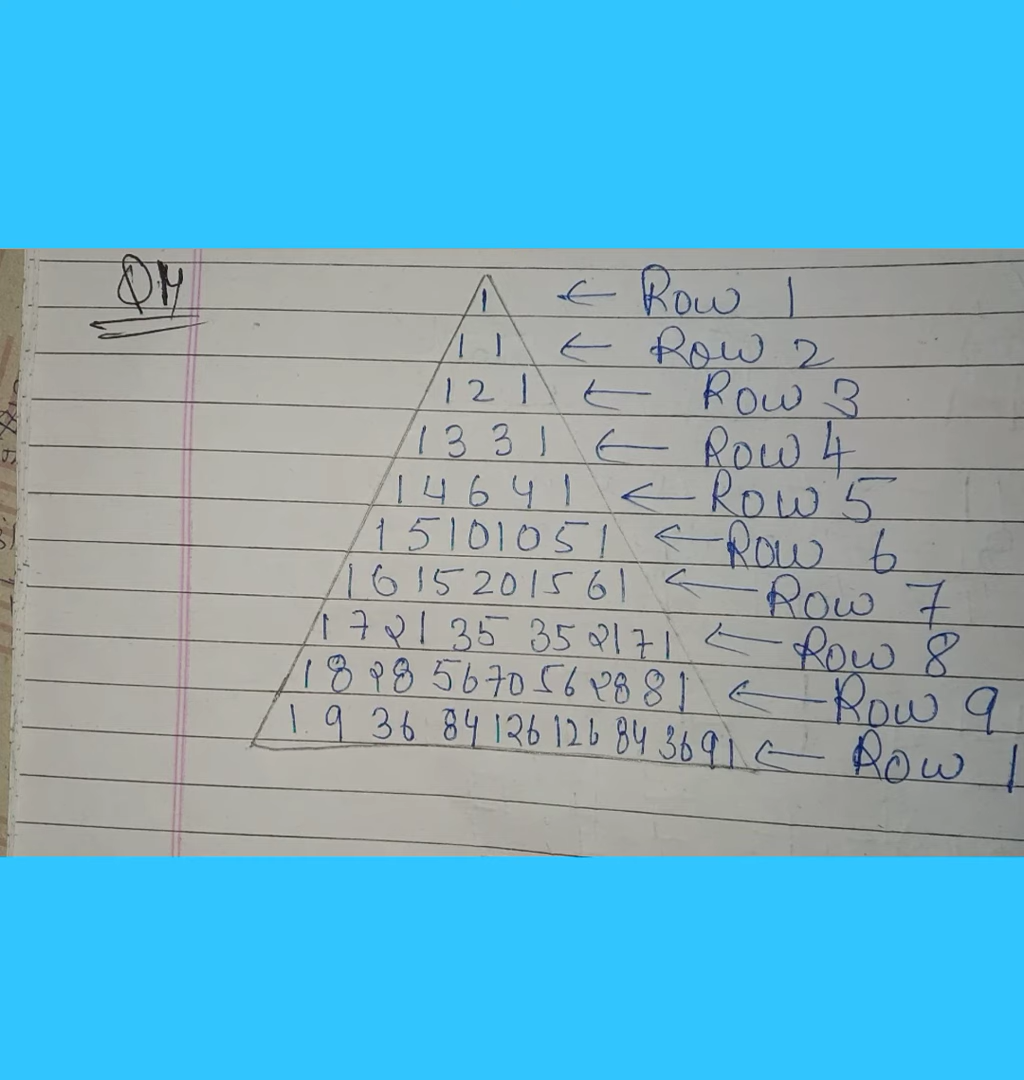 Q14
1 ← Row 1
1 1 ← Row 2
1 2 1 ← Row 3
1 3 3 1 ← Row 4
1 4 6 4 1 ← Row 5
1 5 10 10 5 1 ← Row 6
1 6 15 20 15 6 1 ← Row 7
1 7 21 35 35 21 7 1 ← Row 8
1 8 28 56 70 56 28 8 1 ← Row 9
1 9 36 84 126 126 84 36 9 1 ← Row 1